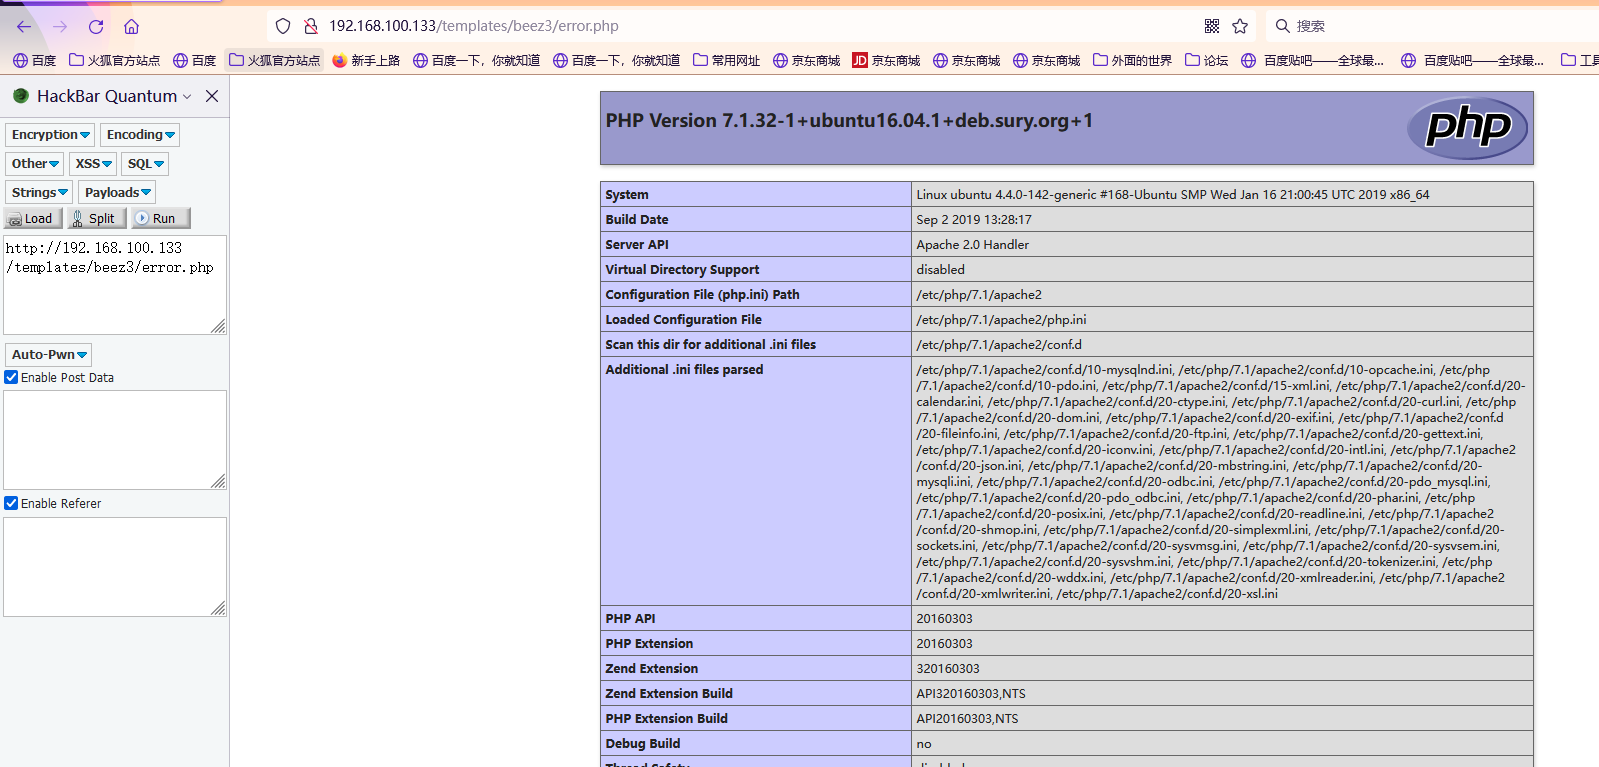 192.168.100.133/templates/beez3/error.php
搜索
百度
火狐官方站点
百度
火狐官方站点
新手上路
百度一下，你就知道
百度一下，你就知道
常用网址
京东商城
JD 京东商城
京东商城
京东商城
外面的世界
论坛
百度贴吧——全球最...
百度贴吧——全球最...
HackBar Quantum
Encryption
Encoding
Other
XSS
SQL
Strings
Payloads
Load
Split
Run
http://192.168.100.133
/templates/beez3/error.php
Auto-Pwn
Enable Post Data
Enable Referer
PHP Version 7.1.32-1+ubuntu16.04.1+deb.sury.org+1
php
System Linux ubuntu 4.4.0-142-generic #168-Ubuntu SMP Wed Jan 16 21:00:45 UTC 2019 x86_64
Build Date Sep 2 2019 13:28:17
Server API Apache 2.0 Handler
Virtual Directory Support disabled
Configuration File (php.ini) Path /etc/php/7.1/apache2
Loaded Configuration File /etc/php/7.1/apache2/php.ini
Scan this dir for additional .ini files /etc/php/7.1/apache2/conf.d
Additional .ini files parsed /etc/php/7.1/apache2/conf.d/10-mysqlnd.ini, /etc/php/7.1/apache2/conf.d/10-opcache.ini, /etc/php
/7.1/apache2/conf.d/10-pdo.ini, /etc/php/7.1/apache2/conf.d/15-xml.ini, /etc/php/7.1/apache2/conf.d/20-
calendar.ini, /etc/php/7.1/apache2/conf.d/20-ctype.ini, /etc/php/7.1/apache2/conf.d/20-curl.ini, /etc/php
/7.1/apache2/conf.d/20-dom.ini, /etc/php/7.1/apache2/conf.d/20-exif.ini, /etc/php/7.1/apache2/conf.d
/20-fileinfo.ini, /etc/php/7.1/apache2/conf.d/20-ftp.ini, /etc/php/7.1/apache2/conf.d/20-gettext.ini,
/etc/php/7.1/apache2/conf.d/20-iconv.ini, /etc/php/7.1/apache2/conf.d/20-intl.ini, /etc/php/7.1/apache2
/conf.d/20-json.ini, /etc/php/7.1/apache2/conf.d/20-mbstring.ini, /etc/php/7.1/apache2/conf.d/20-
mysqli.ini, /etc/php/7.1/apache2/conf.d/20-odbc.ini, /etc/php/7.1/apache2/conf.d/20-pdo_mysql.ini,
/etc/php/7.1/apache2/conf.d/20-pdo_odbc.ini, /etc/php/7.1/apache2/conf.d/20-phar.ini, /etc/php
/7.1/apache2/conf.d/20-posix.ini, /etc/php/7.1/apache2/conf.d/20-readline.ini, /etc/php/7.1/apache2
/conf.d/20-shmop.ini, /etc/php/7.1/apache2/conf.d/20-simplexml.ini, /etc/php/7.1/apache2/conf.d/20-
sockets.ini, /etc/php/7.1/apache2/conf.d/20-sysvmsg.ini, /etc/php/7.1/apache2/conf.d/20-sysvsem.ini,
/etc/php/7.1/apache2/conf.d/20-sysvshm.ini, /etc/php/7.1/apache2/conf.d/20-tokenizer.ini, /etc/php
/7.1/apache2/conf.d/20-wddx.ini, /etc/php/7.1/apache2/conf.d/20-xmlreader.ini, /etc/php/7.1/apache2
/conf.d/20-xmlwriter.ini, /etc/php/7.1/apache2/conf.d/20-xsl.ini
PHP API 20160303
PHP Extension 20160303
Zend Extension 320160303
Zend Extension Build API320160303,NTS
PHP Extension Build API20160303,NTS
Debug Build no